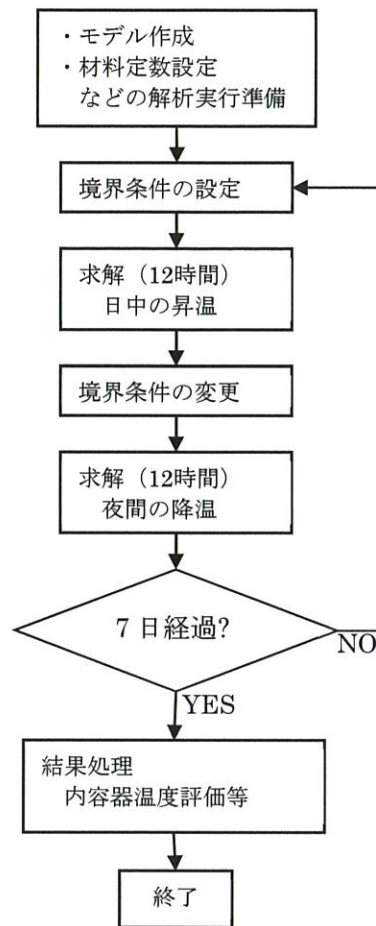 ・モデル作成
・材料定数設定
などの解析実行準備
境界条件の設定
求解（12時間）
日中の昇温
境界条件の変更
求解（12時間）
夜間の降温
7 日経過?
NO
YES
結果処理
内容器温度評価等
終了